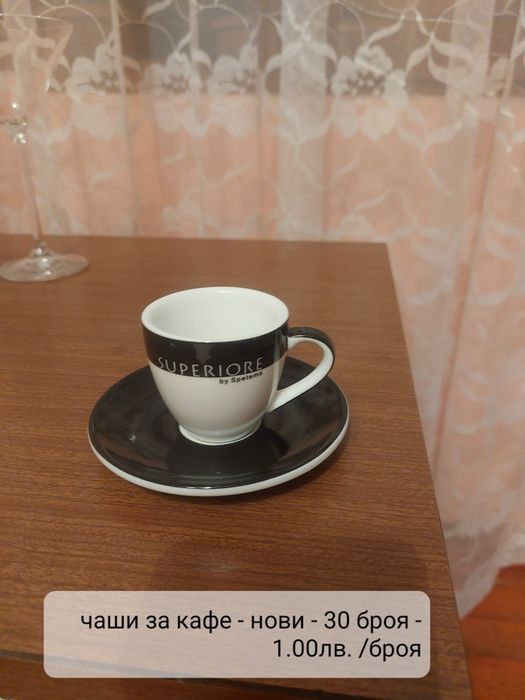 SUPERIORE
by Spetema
чаши за кафе - нови - 30 броя -
1.00лв. /броя